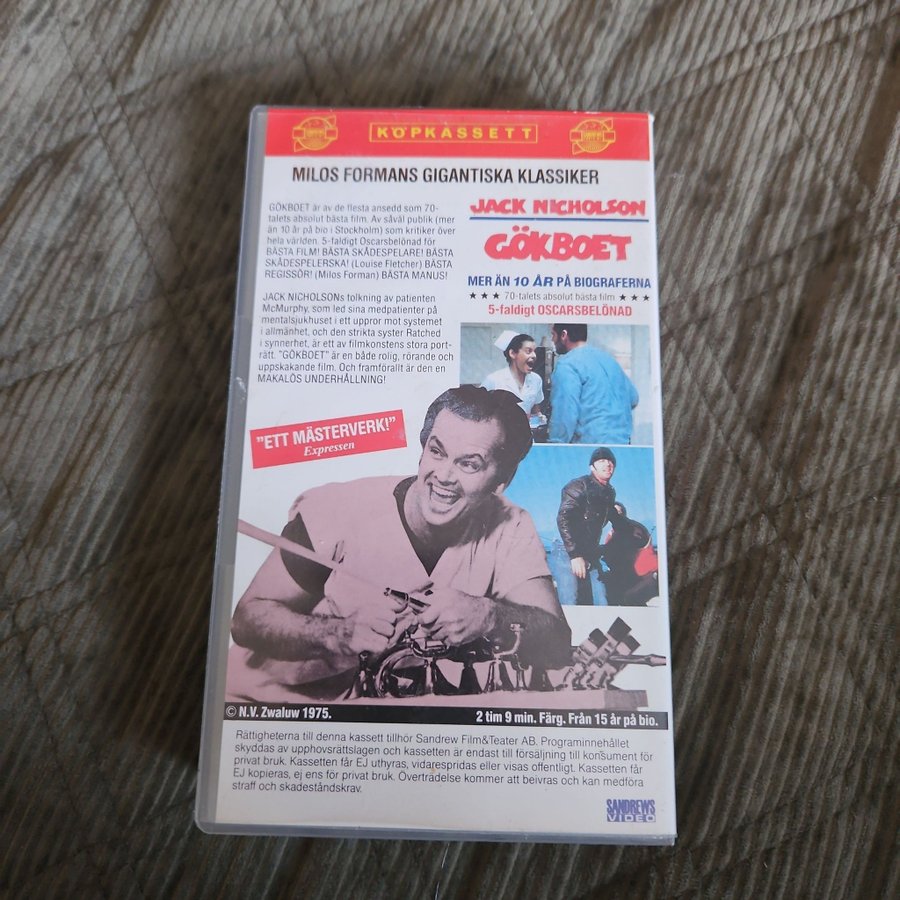 KÖPKASSETT
MILOS FORMANS GIGANTISKA KLASSIKER
GÖKBOET är av de flesta ansedd som 70-
talets absolut bästa film. Av såväl publik (mer
än 10 år på bio i Stockholm) som kritiker över
hela världen. 5-faldigt Oscarsbelönad för
BÄSTA FILM! BÄSTA SKÅDESPELARE! BÄSTA
SKÅDESPELERSKA! (Louise Fletcher) BÄSTA
REGISSÖR! (Milos Forman) BÄSTA MANUS!
JACK NICHOLSONs tolkning av patienten
McMurphy, som led sina medpatienter på
mentalsjukhuset i ett uppror mot systemet
i allmänhet, och den strikta syster Ratched
i synnerhet, är ett av filmkonstens stora port-
rätt. "GÖKBOET" är en både rolig, rörande och
uppskakande film. Och framförallt är den en
MAKALÖS UNDERHÅLLNING!
JACK NICHOLSON
GÖKBOET
MER ÄN 10 ÅR PÅ BIOGRAFERNA
★ ★ ★ 70-talets absolut bästa film ★ ★ ★
5-faldigt OSCARSBELÖNAD
"ETT MÄSTERVERK!"
Expressen
© N.V. Zwaluw 1975.
2 tim 9 min. Färg. Från 15 år på bio.
Rättigheterna till denna kassett tillhör Sandrew Film&Teater AB. Programinnehållet
skyddas av upphovsrättslagen och kassetten är endast till försäljning till konsument för
privat bruk. Kassetten får EJ uthyras, vidarespridas eller visas offentligt. Kassetten får
EJ kopieras, ej ens för privat bruk. Överträdelse kommer att beivras och kan medföra
straff och skadeståndskrav.
SANDREWS
VIDEO